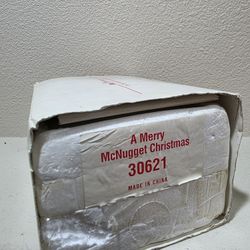 A Merry
McNugget Christmas
30621
MADE IN CHINA